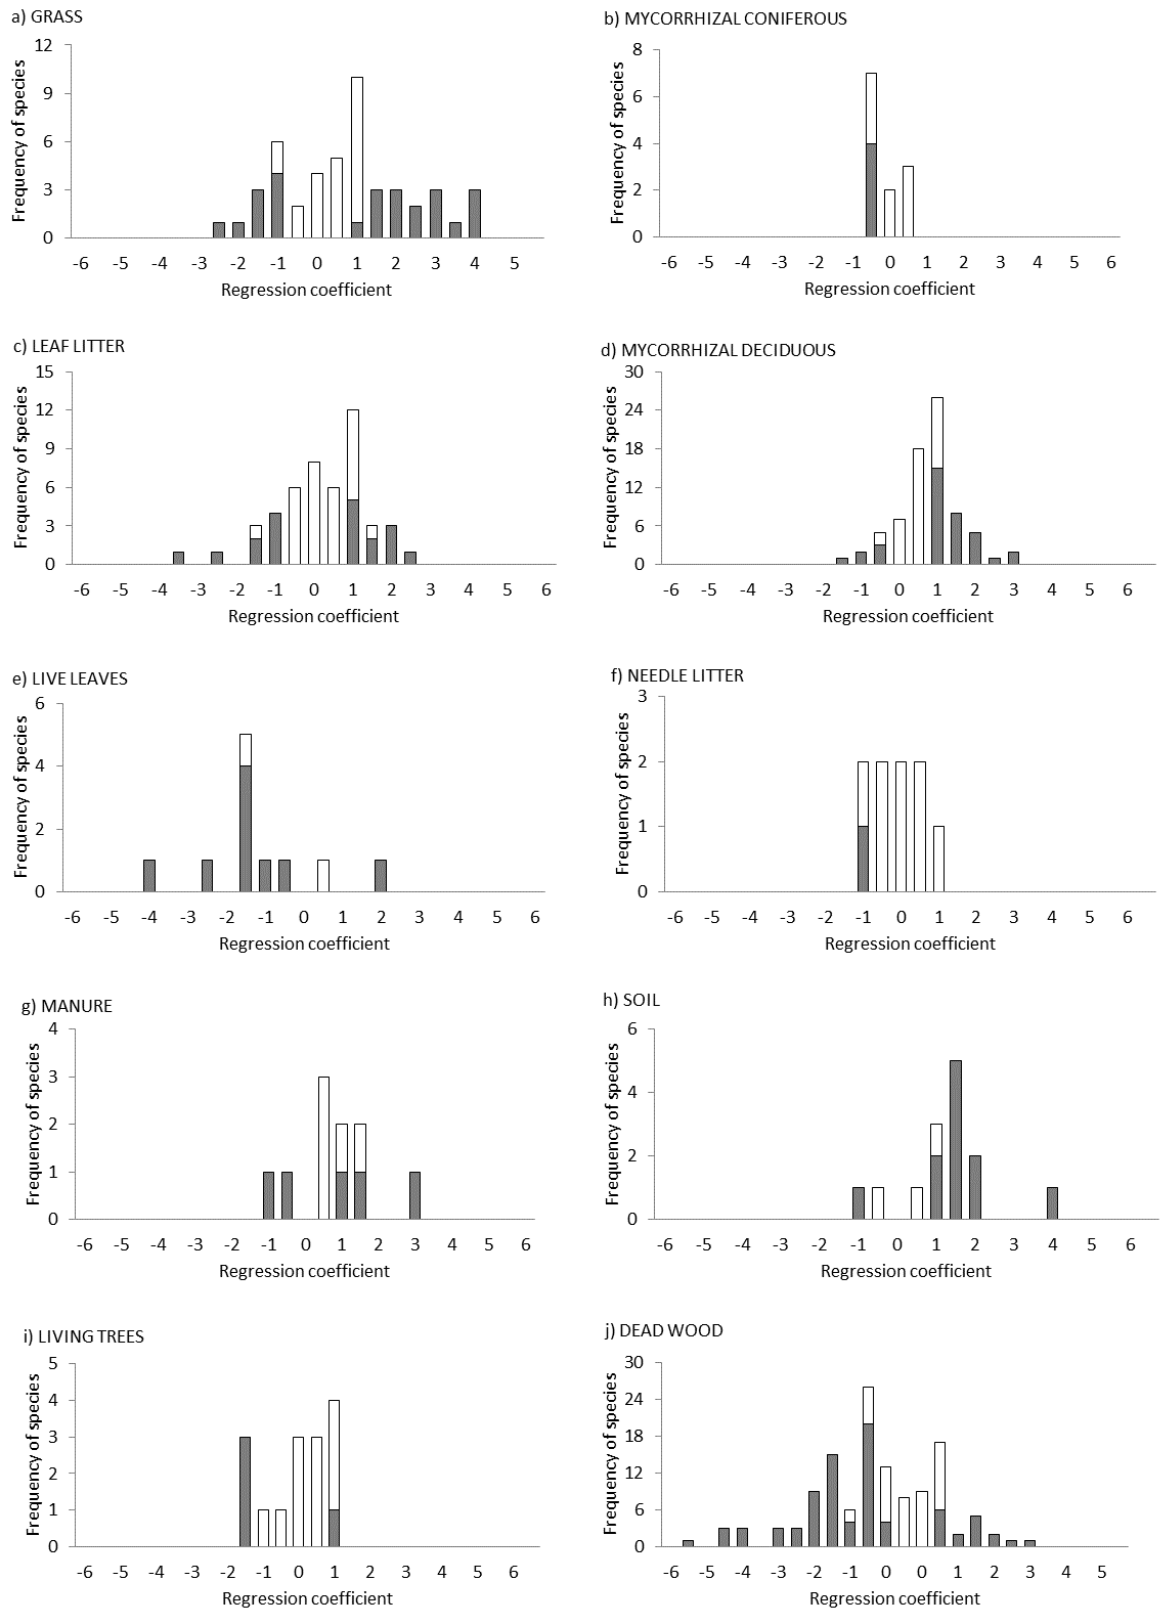 a) GRASS
Frequency of species
12
9
6
3
0
-6 -5 -4 -3 -2 -1 0 1 2 3 4 5
Regression coefficient
b) MYCORRHIZAL CONIFEROUS
Frequency of species
8
6
4
2
0
-6 -5 -4 -3 -2 -1 0 1 2 3 4 5 6
Regression coefficient
c) LEAF LITTER
Frequency of species
15
12
9
6
3
0
-6 -5 -4 -3 -2 -1 0 1 2 3 4 5 6
Regression coefficient
d) MYCORRHIZAL DECIDUOUS
Frequency of species
30
24
18
12
6
0
-6 -5 -4 -3 -2 -1 0 1 2 3 4 5 6
Regression coefficient
e) LIVE LEAVES
Frequency of species
6
4
2
0
-6 -5 -4 -3 -2 -1 0 1 2 3 4 5 6
Regression coefficient
f) NEEDLE LITTER
Frequency of species
3
2
1
0
-6 -5 -4 -3 -2 -1 0 1 2 3 4 5 6
Regression coefficient
g) MANURE
Frequency of species
4
3
2
1
0
-6 -5 -4 -3 -2 -1 0 1 2 3 4 5 6
Regression coefficient
h) SOIL
Frequency of species
6
4
2
0
-6 -5 -4 -3 -2 -1 0 1 2 3 4 5 6
Regression coefficient
i) LIVING TREES
Frequency of species
5
4
3
2
1
0
-6 -5 -4 -3 -2 -1 0 1 2 3 4 5 6
Regression coefficient
j) DEAD WOOD
Frequency of species
30
24
18
12
6
0
-6 -5 -4 -3 -2 -1 0 0 1 2 3 4 5
Regression coefficient